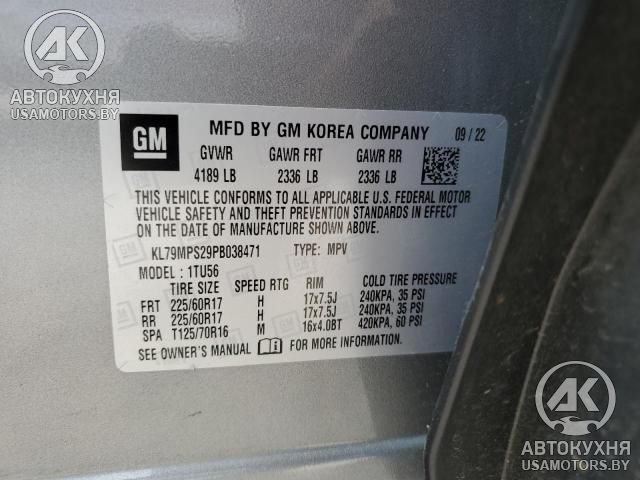 АВТОКУХНЯ
USAMOTORS.BY
GM MFD BY GM KOREA COMPANY 09/22
GVWR GAWR FRT GAWR RR
4189 LB 2336 LB 2336 LB
THIS VEHICLE CONFORMS TO ALL APPLICABLE U.S. FEDERAL MOTOR
VEHICLE SAFETY AND THEFT PREVENTION STANDARDS IN EFFECT
ON THE DATE OF MANUFACTURE SHOWN ABOVE.
KL79MPS29PB038471 TYPE: MPV
MODEL: 1TU56
TIRE SIZE SPEED RTG RIM COLD TIRE PRESSURE
FRT 225/60R17 H 17x7.5J 240KPA, 35 PSI
RR 225/60R17 H 17x7.5J 240KPA, 35 PSI
SPA T125/70R16 M 16x4.0BT 420KPA, 60 PSI
SEE OWNER'S MANUAL FOR MORE INFORMATION.
АВТОКУХНЯ
USAMOTORS.BY